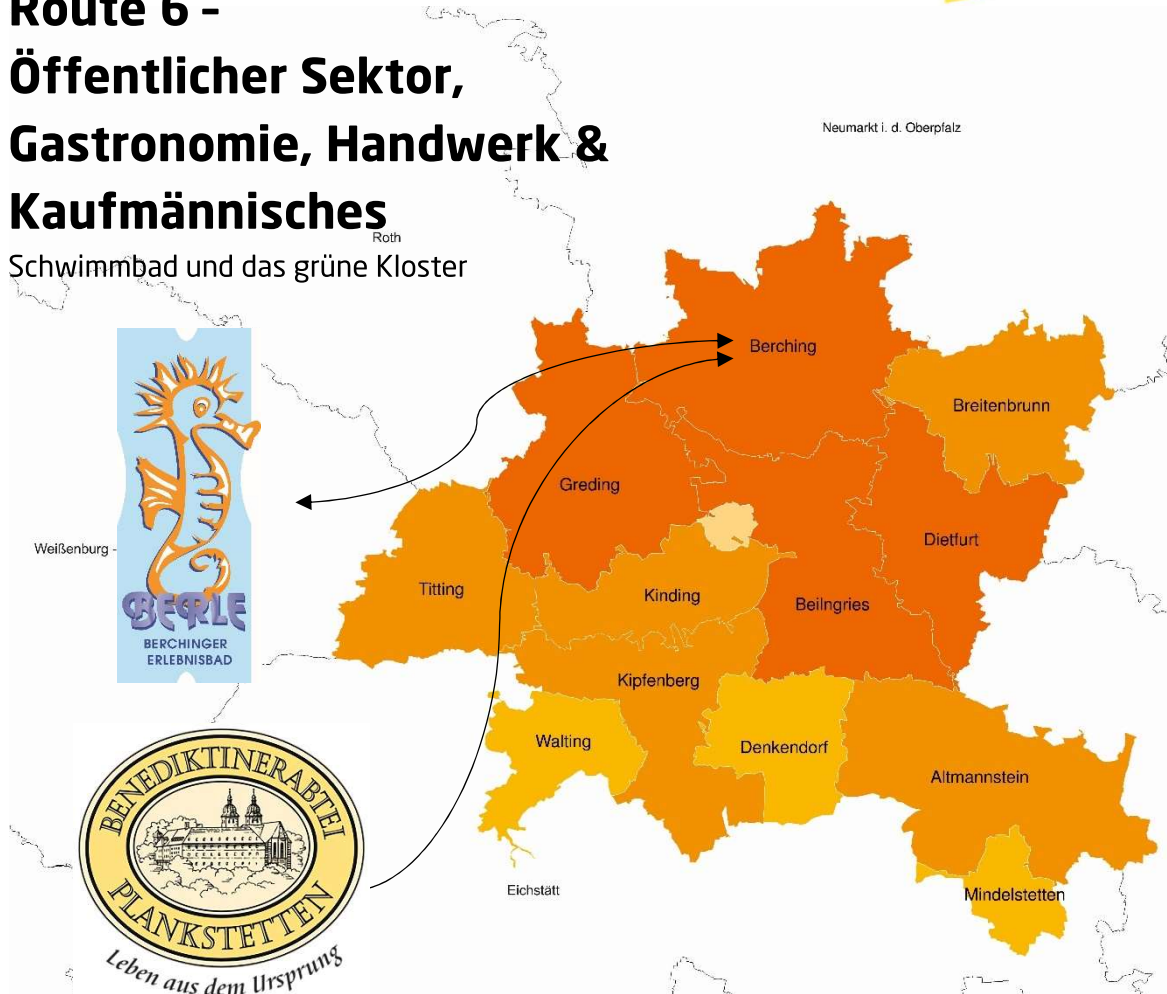 Route 6 –
Öffentlicher Sektor,
Gastronomie, Handwerk &
Kaufmännisches
Schwimmbad und das grüne Kloster
Neumarkt i. d. Oberpfalz
Roth
Berching
Breitenbrunn
Greding
Dietfurt
Weißenburg -
Titting
Kinding
Beilngries
BERLE
BERCHINGER
ERLEBNISBAD
Kipfenberg
Walting
Denkendorf
Altmannstein
Eichstätt
Mindelstetten
BENEDIKTINERABTEI
PLANKSTETTEN
Leben aus dem Ursprung